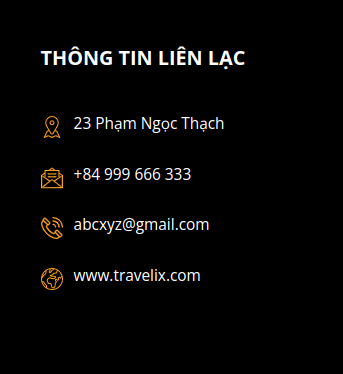 THÔNG TIN LIÊN LẠC
23 Phạm Ngọc Thạch
+84 999 666 333
abcxyz@gmail.com
www.travelix.com